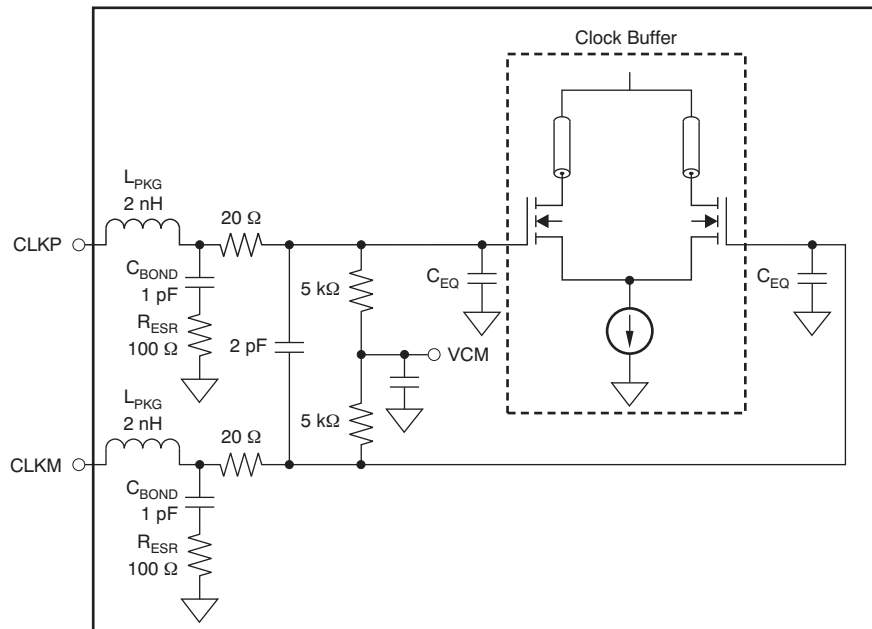 Clock Buffer
L_PKG
2 nH
20 Ω
CLKP
C_BOND
1 pF
R_ESR
100 Ω
5 kΩ
C_EQ
C_EQ
2 pF
VCM
L_PKG
2 nH
5 kΩ
20 Ω
CLKM
C_BOND
1 pF
R_ESR
100 Ω